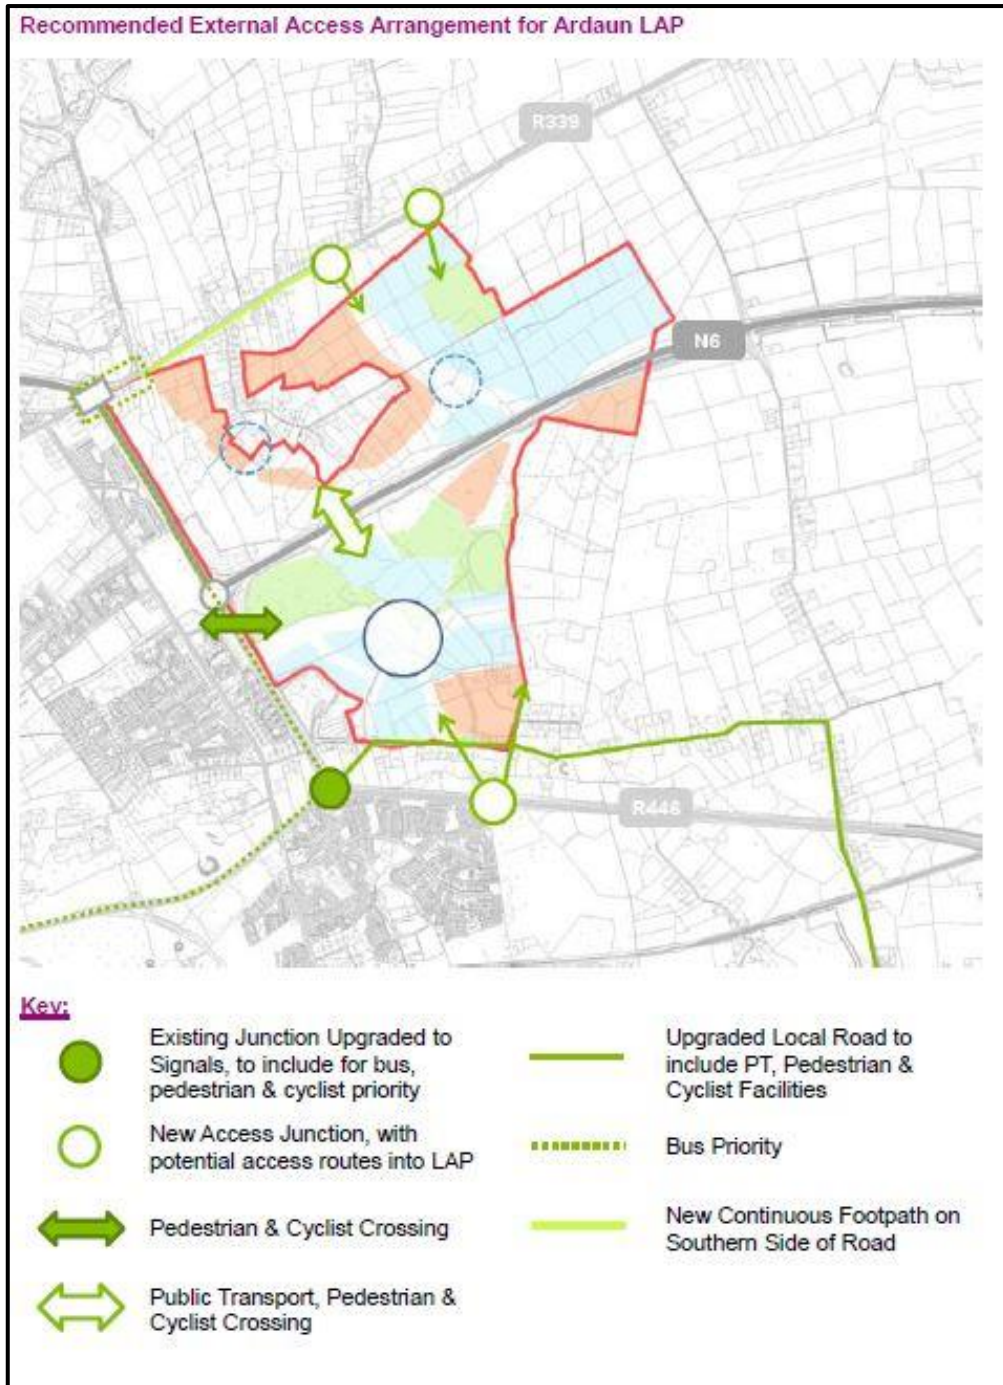 Recommended External Access Arrangement for Ardaun LAP
R339
N6
R446
Key:
Existing Junction Upgraded to
Signals, to include for bus,
pedestrian & cyclist priority
New Access Junction, with
potential access routes into LAP
Pedestrian & Cyclist Crossing
Public Transport, Pedestrian &
Cyclist Crossing
Upgraded Local Road to
include PT, Pedestrian &
Cyclist Facilities
Bus Priority
New Continuous Footpath on
Southern Side of Road